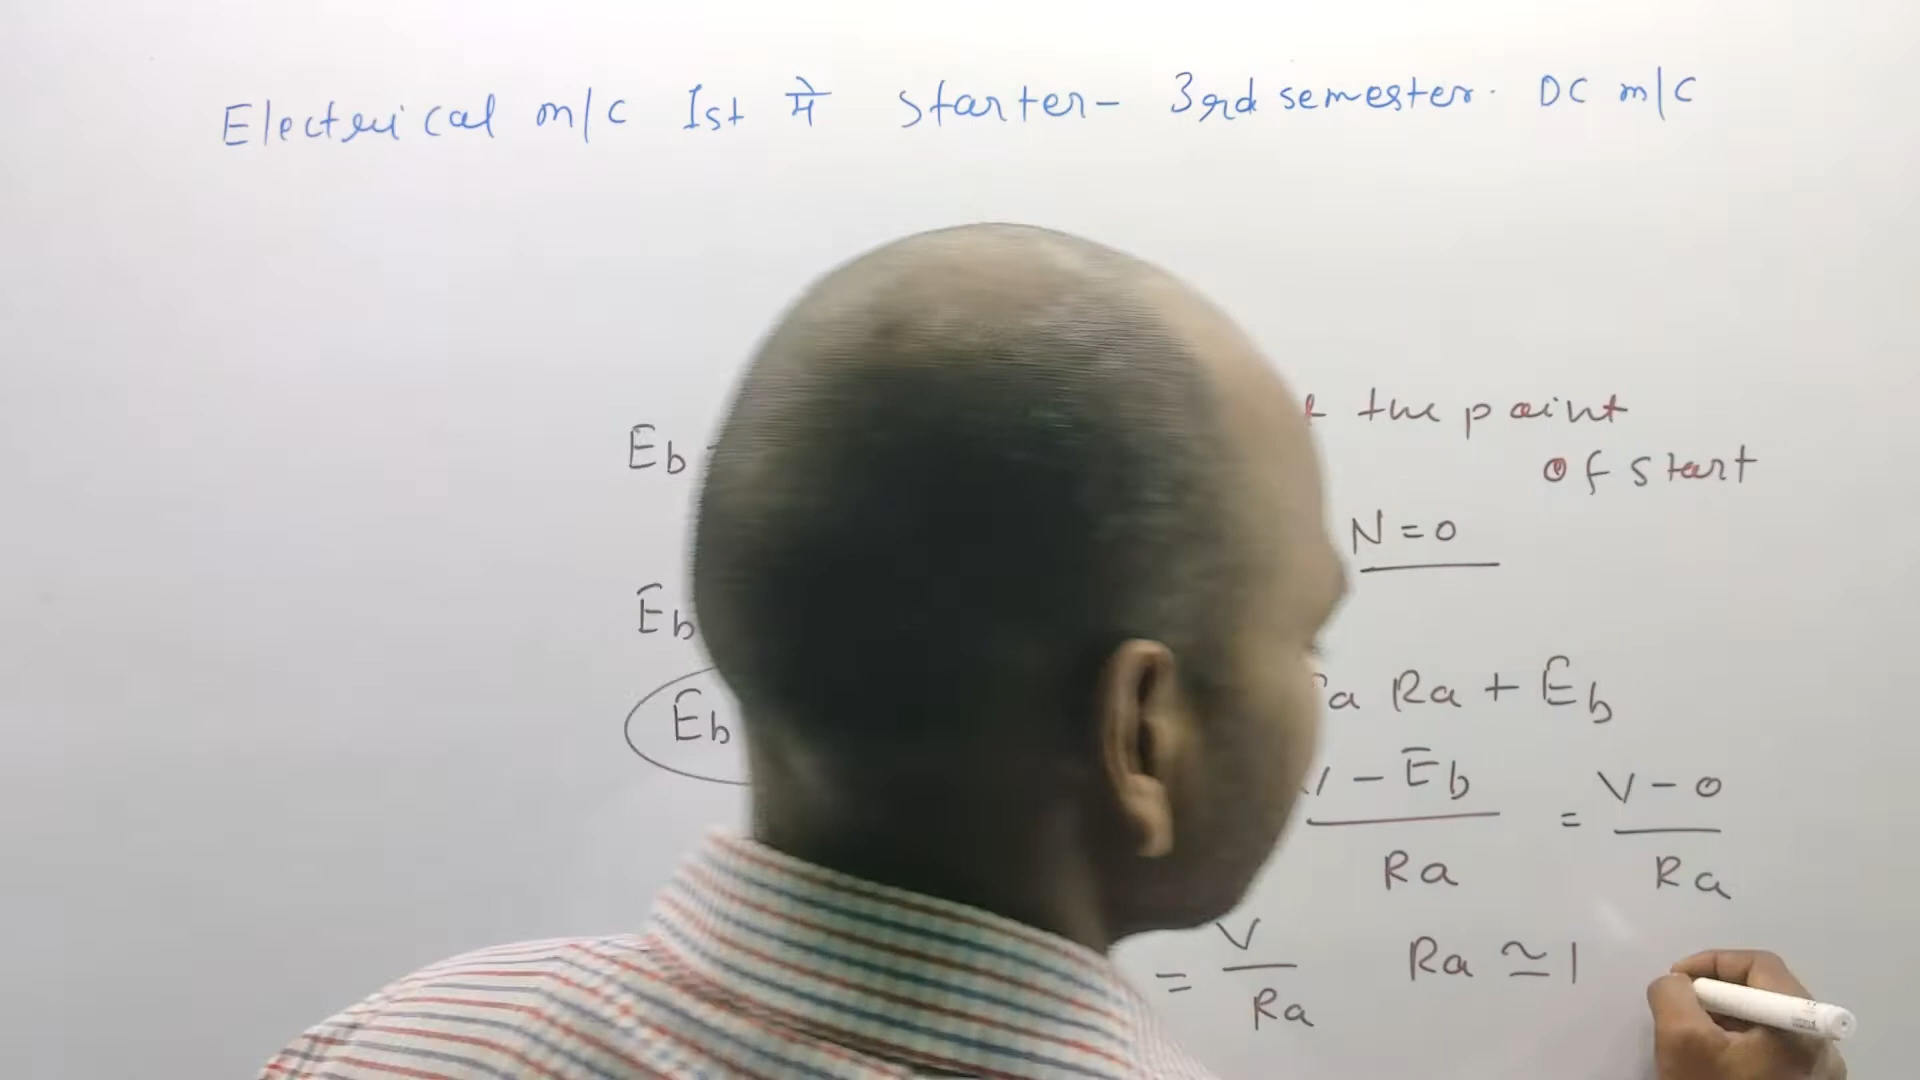 Electrical m/c Ist में Starter- 3rd semester. DC m/c
the point
of start
Eb
N=0
Eb
Ra + Eb
Eb
- Eb = V-0
Ra Ra
= V Ra ≃ 1
Ra